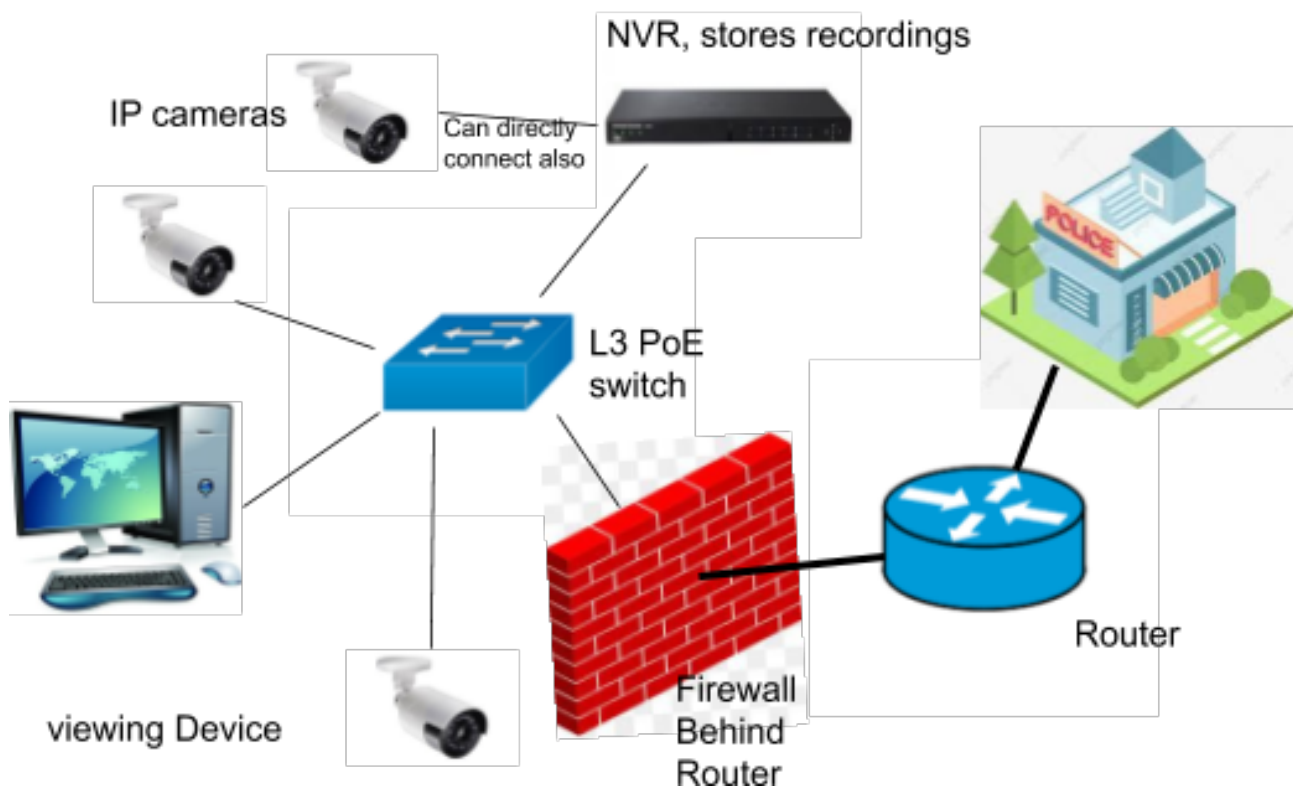 NVR, stores recordings
IP cameras
Can directly
connect also
POLICE
L3 PoE
switch
Router
Firewall
Behind
Router
viewing Device